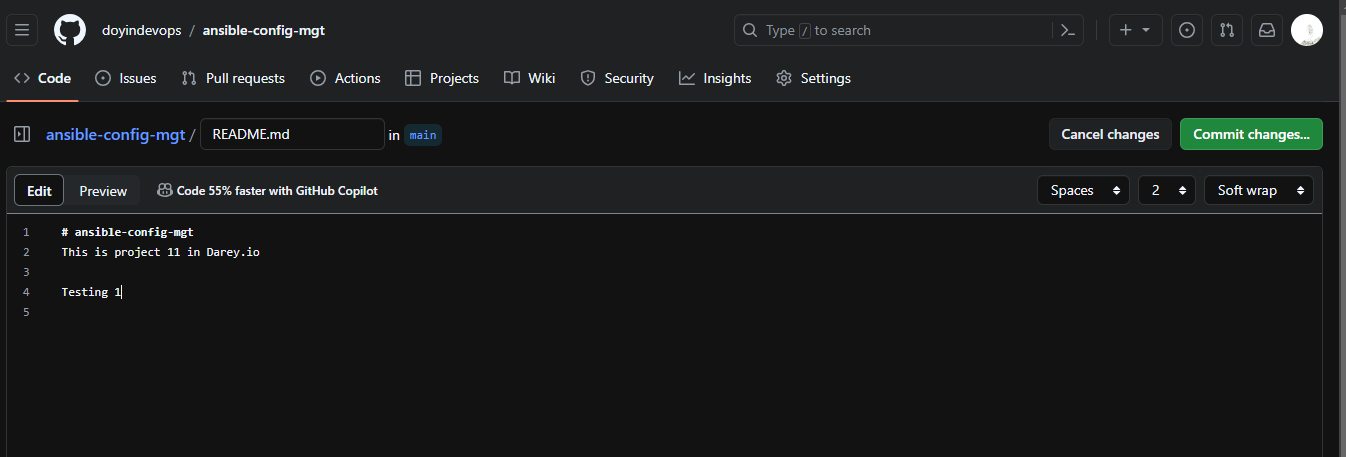 doyindevops / ansible-config-mgt
Type / to search
Code Issues Pull requests Actions Projects Wiki Security Insights Settings
ansible-config-mgt / README.md in main
Cancel changes Commit changes...
Edit Preview Code 55% faster with GitHub Copilot
Spaces 2 Soft wrap
1 # ansible-config-mgt
2 This is project 11 in Darey.io
3
4 Testing 1
5